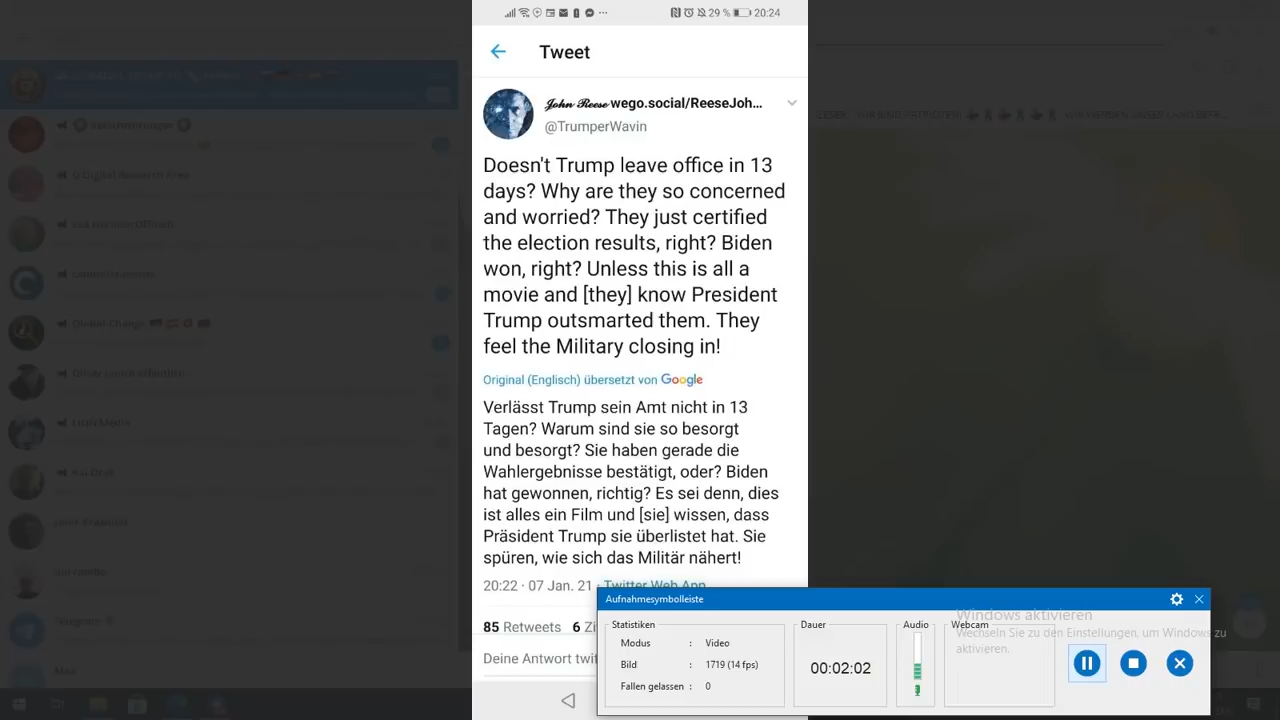 29 % 20:24
Tweet
John Reese wego.social/ReeseJoh...
@TrumperWavin
Doesn't Trump leave office in 13
days? Why are they so concerned
and worried? They just certified
the election results, right? Biden
won, right? Unless this is all a
movie and [they] know President
Trump outsmarted them. They
feel the Military closing in!
Original (Englisch) übersetzt von Google
Verlässt Trump sein Amt nicht in 13
Tagen? Warum sind sie so besorgt
und besorgt? Sie haben gerade die
Wahlergebnisse bestätigt, oder? Biden
hat gewonnen, richtig? Es sei denn, dies
ist alles ein Film und [sie] wissen, dass
Präsident Trump sie überlistet hat. Sie
spüren, wie sich das Militär nähert!
20:22 · 07 Jan. 21 · Twitter Web App
85 Retweets 6 Zi
Deine Antwort twit
Aufnahmesymbolleiste
Statistiken
Modus : Video
Bild : 1719 (14 fps)
Fallen gelassen : 0
Dauer
00:02:02
Audio
Webcam
Windows aktivieren
Wechseln Sie zu den Einstellungen, um Windows zu
aktivieren.